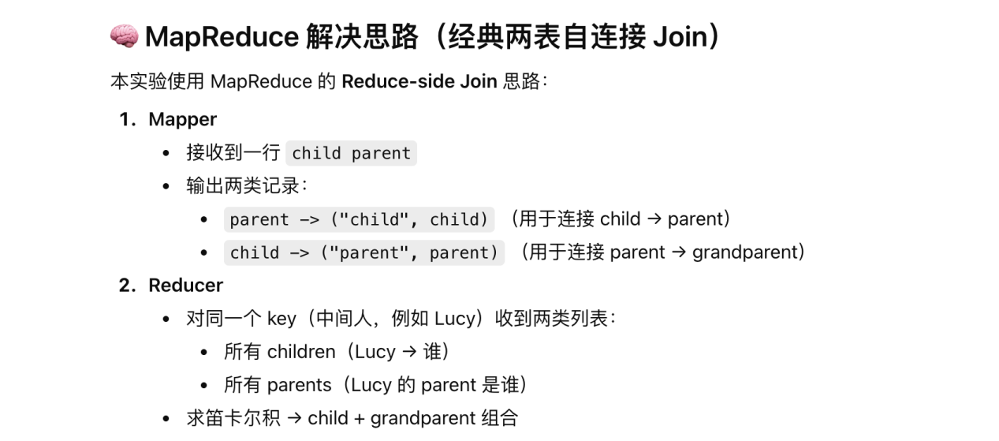 🧠 MapReduce 解决思路（经典两表自连接 Join）
本实验使用 MapReduce 的 Reduce-side Join 思路：
1. Mapper
• 接收到一行 child parent
• 输出两类记录：
• parent -> ("child", child) （用于连接 child → parent）
• child -> ("parent", parent) （用于连接 parent → grandparent）
2. Reducer
• 对同一个 key（中间人，例如 Lucy）收到两类列表：
• 所有 children（Lucy → 谁）
• 所有 parents（Lucy 的 parent 是谁）
• 求笛卡尔积 → child + grandparent 组合